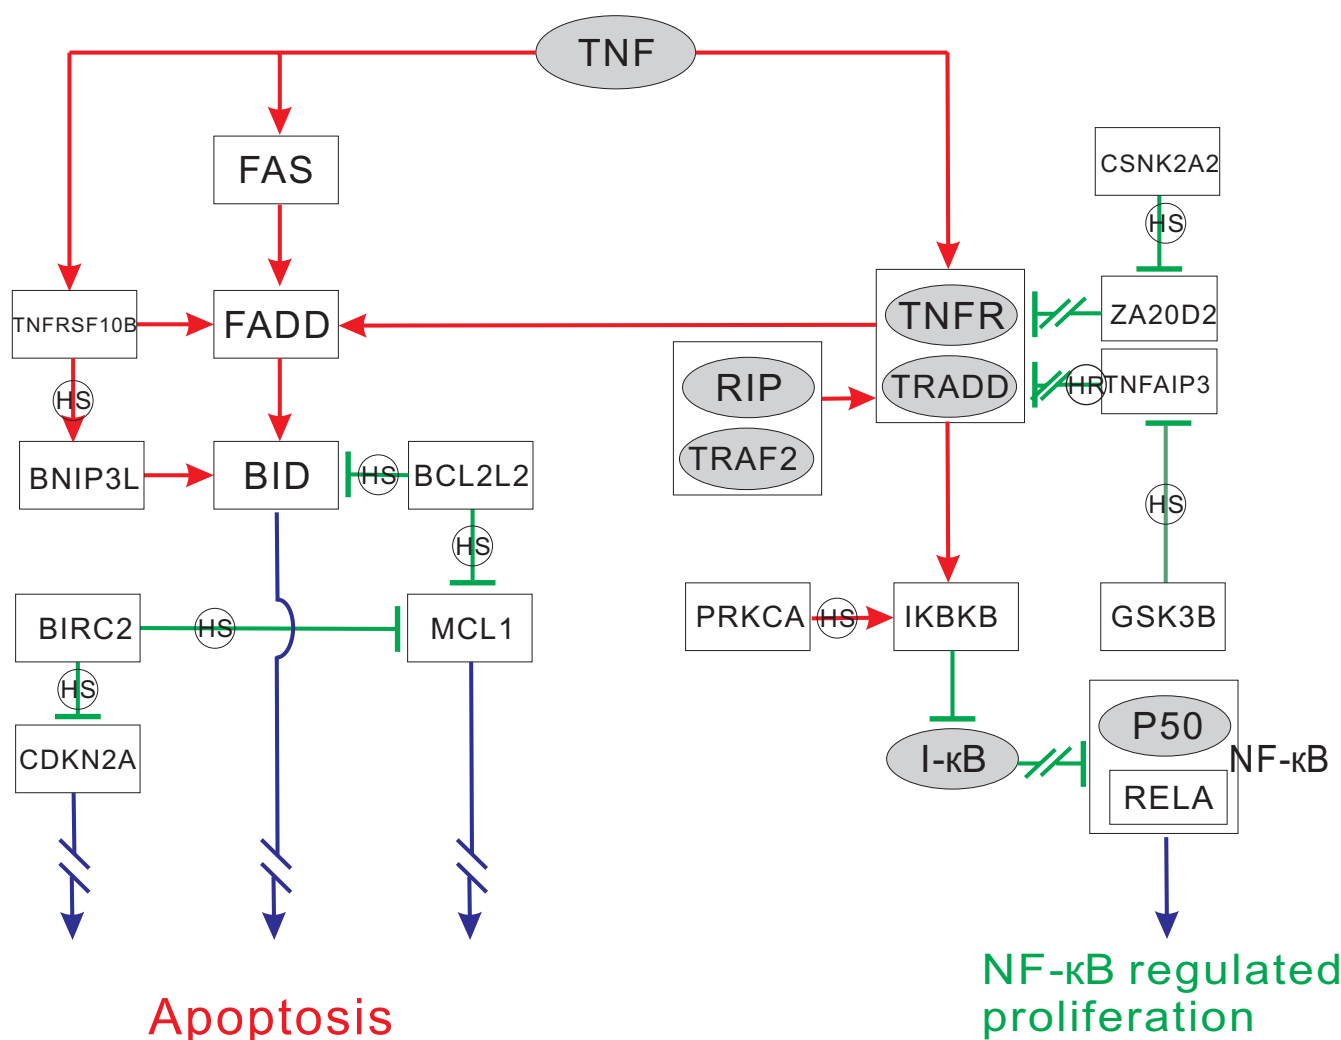 TNF
FAS
CSNK2A2
HS
TNFRSF10B
FADD
TNFR
ZA20D2
RIP
TRADD
HR
TNFAIP3
HS
TRAF2
BNIP3L
BID
HS
BCL2L2
HS
HS
BIRC2
HS
MCL1
PRKCA
HS
IKBKB
GSK3B
HS
CDKN2A
I-κB
P50
NF-κB
RELA
Apoptosis
NF-κB regulated
proliferation